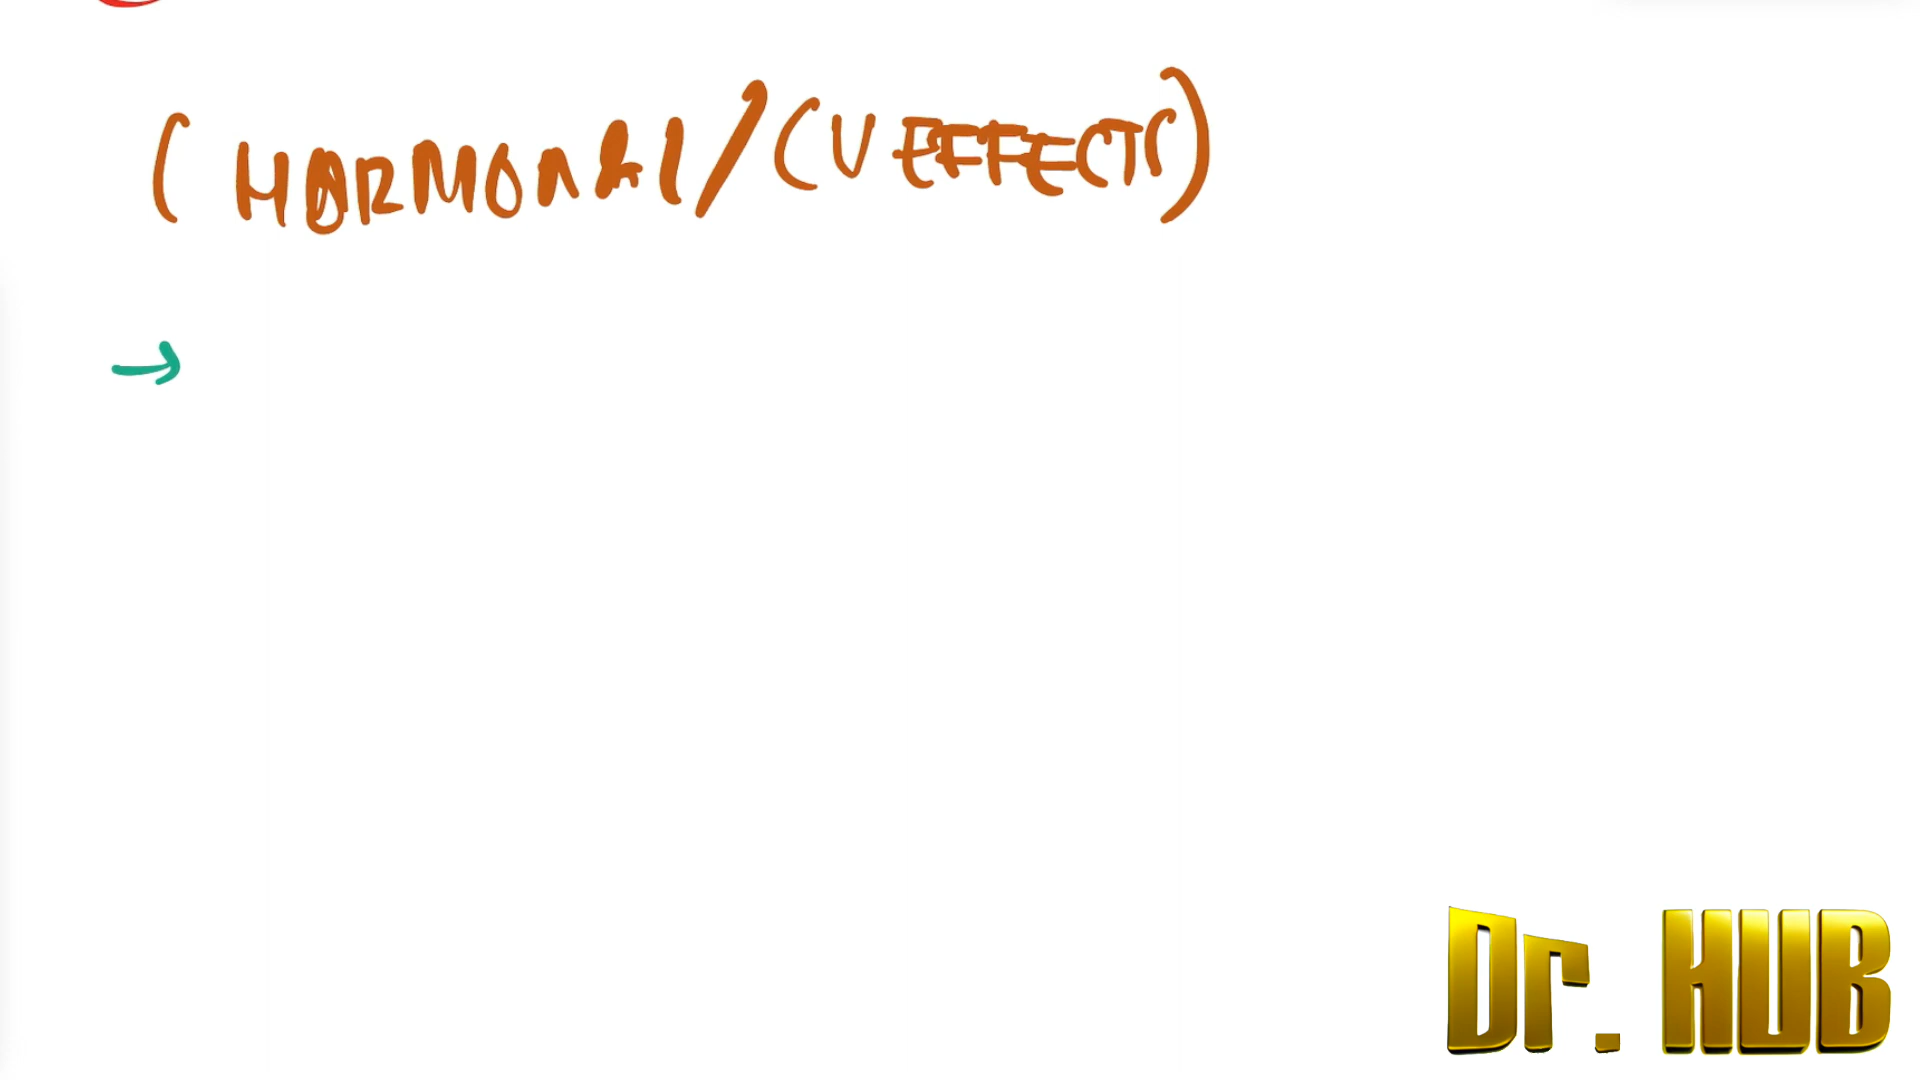 ( HORMONAL/CV EFFECTS)
→
Dr. HUB